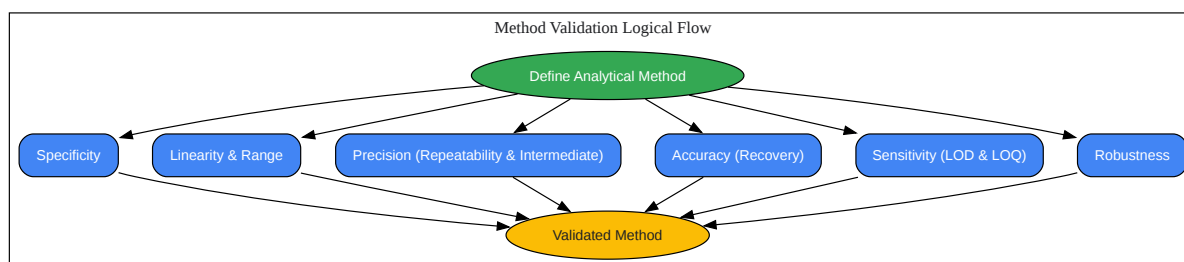 Method Validation Logical Flow
Define Analytical Method
Specificity
Linearity & Range
Precision (Repeatability & Intermediate)
Accuracy (Recovery)
Sensitivity (LOD & LOQ)
Robustness
Validated Method